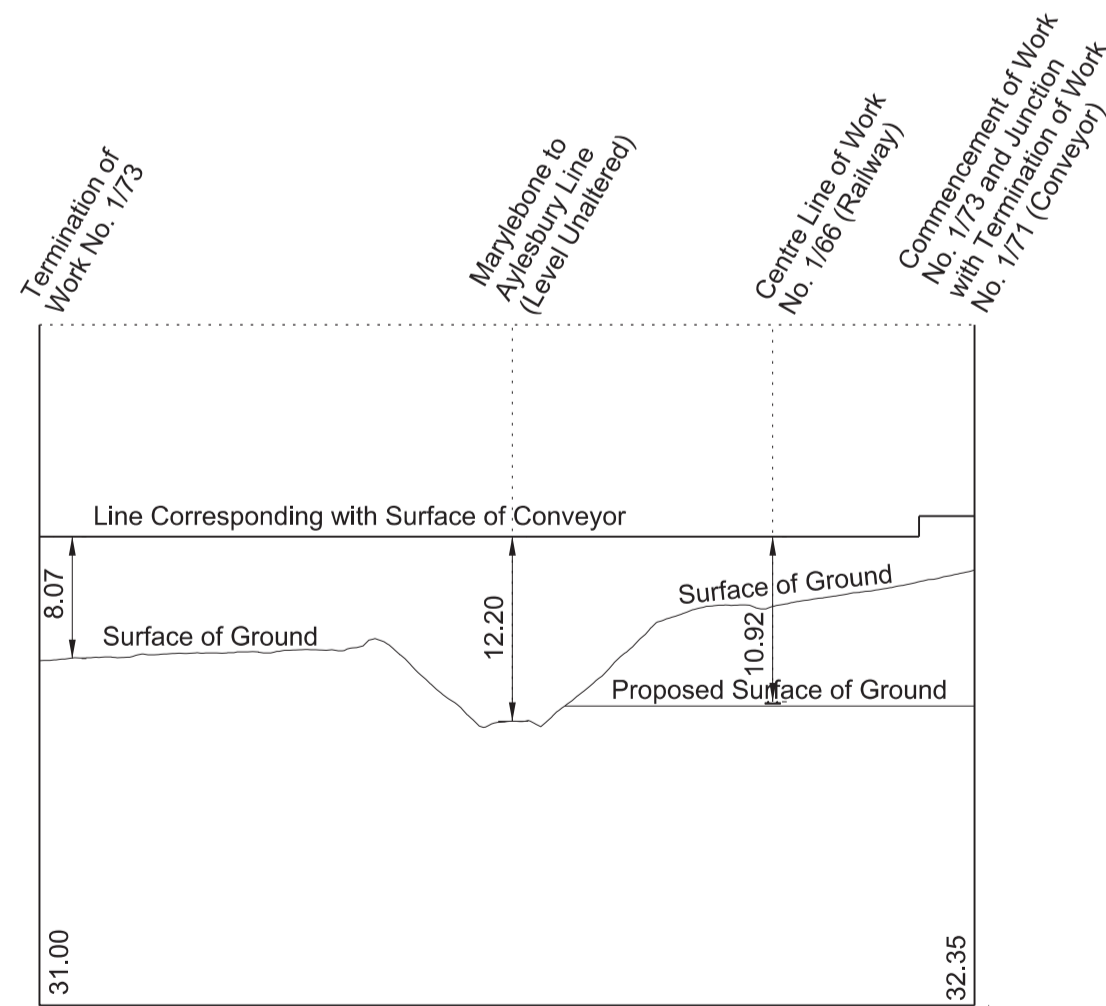 Termination of
Work No. 1/73
Marylebone to
Aylesbury Line
(Level Unaltered)
Centre Line of Work
No. 1/66 (Railway)
Commencement of Work
No. 1/73 and Junction
with Termination of Work
No. 1/71 (Conveyor)
Line Corresponding with Surface of Conveyor
8.07
Surface of Ground
12.20
Surface of Ground
10.92
Proposed Surface of Ground
31.00
32.35